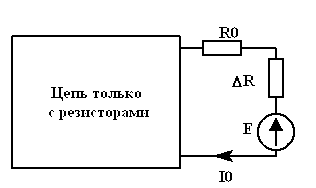 R0
Цепь только
с резисторами
ΔR
E
I0